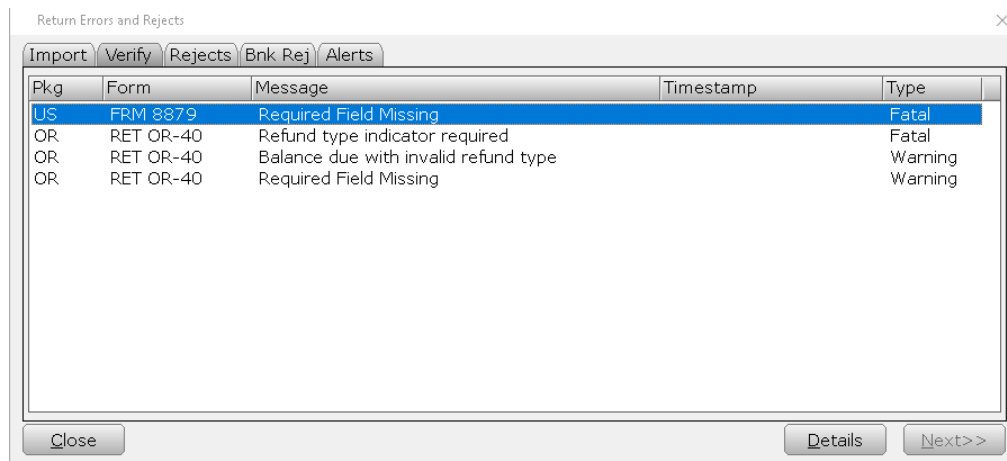 Return Errors and Rejects
Import Verify Rejects Bnk Rej Alerts
Pkg Form Message Timestamp Type
US FRM 8879 Required Field Missing Fatal
OR RET OR-40 Refund type indicator required Fatal
OR RET OR-40 Balance due with invalid refund type Warning
OR RET OR-40 Required Field Missing Warning
Close Details Next>>